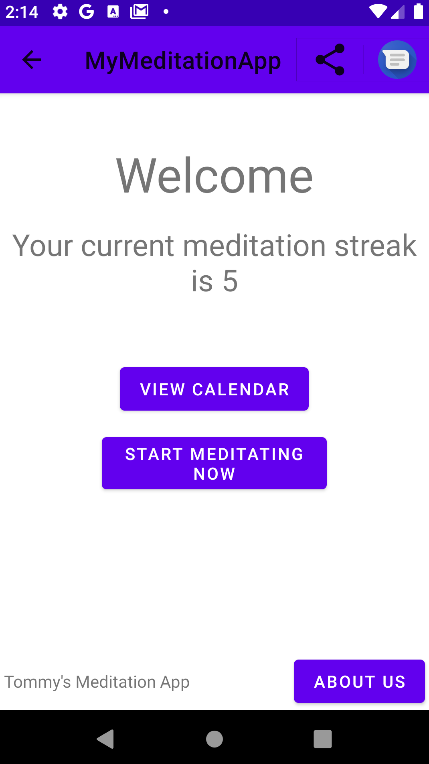 2:14
MyMeditationApp
Welcome
Your current meditation streak
is 5
VIEW CALENDAR
START MEDITATING
NOW
Tommy's Meditation App
ABOUT US